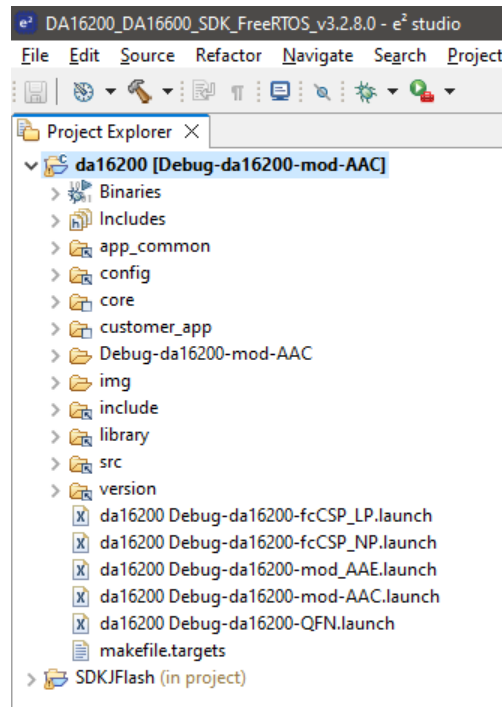 e² DA16200_DA16600_SDK_FreeRTOS_v3.2.8.0 - e² studio
File Edit Source Refactor Navigate Search Project
Project Explorer
da16200 [Debug-da16200-mod-AAC]
Binaries
Includes
app_common
config
core
customer_app
Debug-da16200-mod-AAC
img
include
library
src
version
da16200 Debug-da16200-fcCSP_LP.launch
da16200 Debug-da16200-fcCSP_NP.launch
da16200 Debug-da16200-mod_AAE.launch
da16200 Debug-da16200-mod-AAC.launch
da16200 Debug-da16200-QFN.launch
makefile.targets
SDKJFlash (in project)